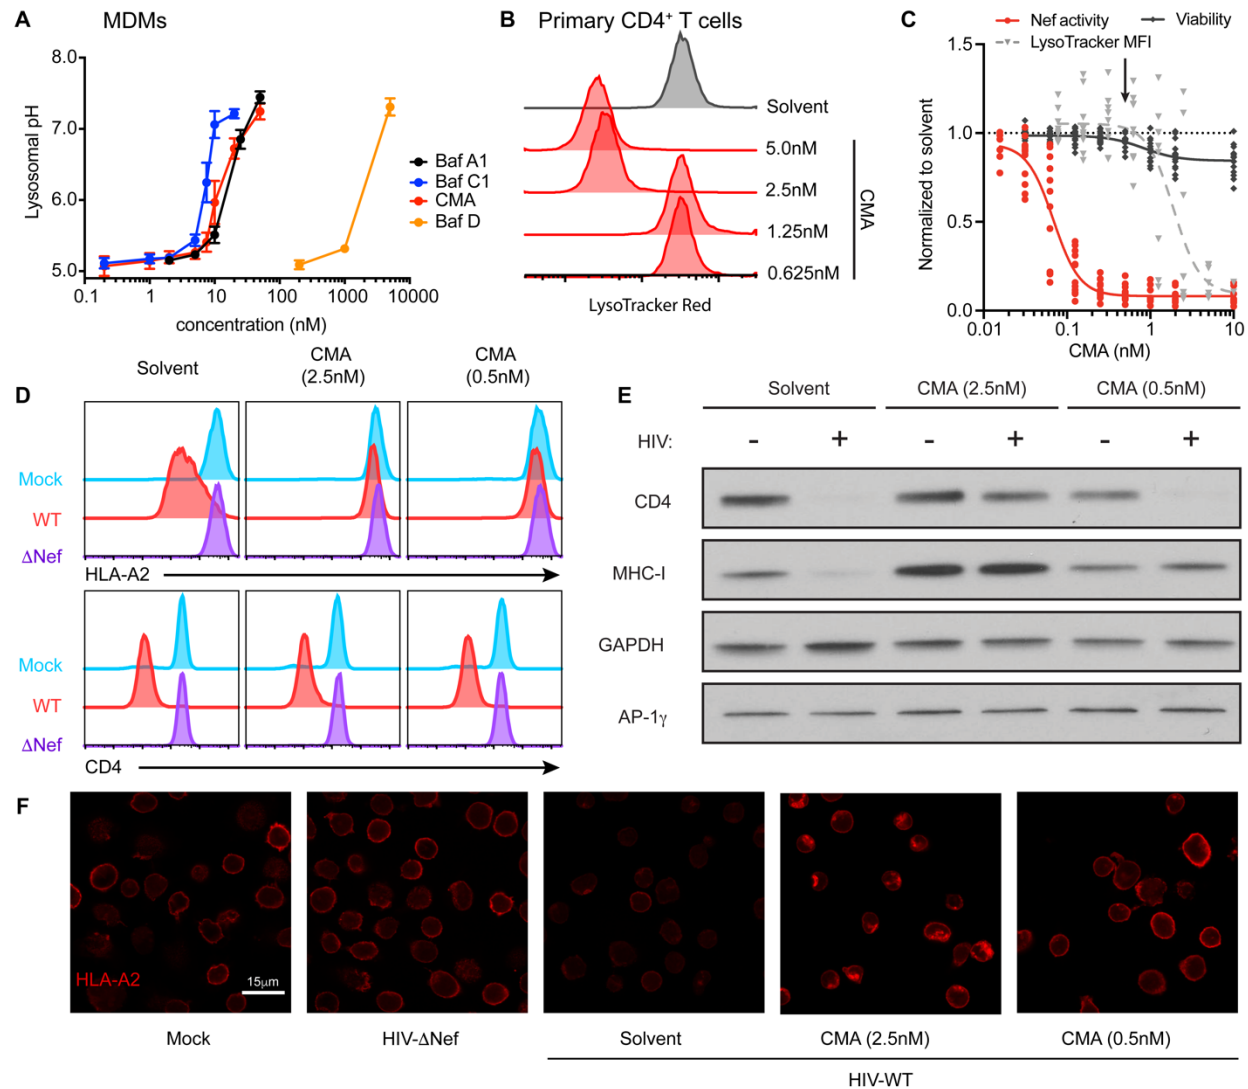 A MDMs
8.0
7.0
6.0
5.0
Lysosomal pH
0.1 1 10 100 1000 10000
concentration (nM)
Baf A1
Baf C1
CMA
Baf D
B Primary CD4+ T cells
Solvent
5.0nM
2.5nM
1.25nM
0.625nM
CMA
LysoTracker Red
C
Nef activity
Viability
LysoTracker MFI
1.5
1.0
0.5
0.0
Normalized to solvent
0.01 0.1 1 10
CMA (nM)
D
Solvent
CMA
(2.5nM)
CMA
(0.5nM)
Mock
WT
ΔNef
HLA-A2
Mock
WT
ΔNef
CD4
E
Solvent CMA (2.5nM) CMA (0.5nM)
HIV: - + - + - +
CD4
MHC-I
GAPDH
AP-1γ
F
HLA-A2
15μm
Mock HIV-ΔNef Solvent CMA (2.5nM) CMA (0.5nM)
HIV-WT